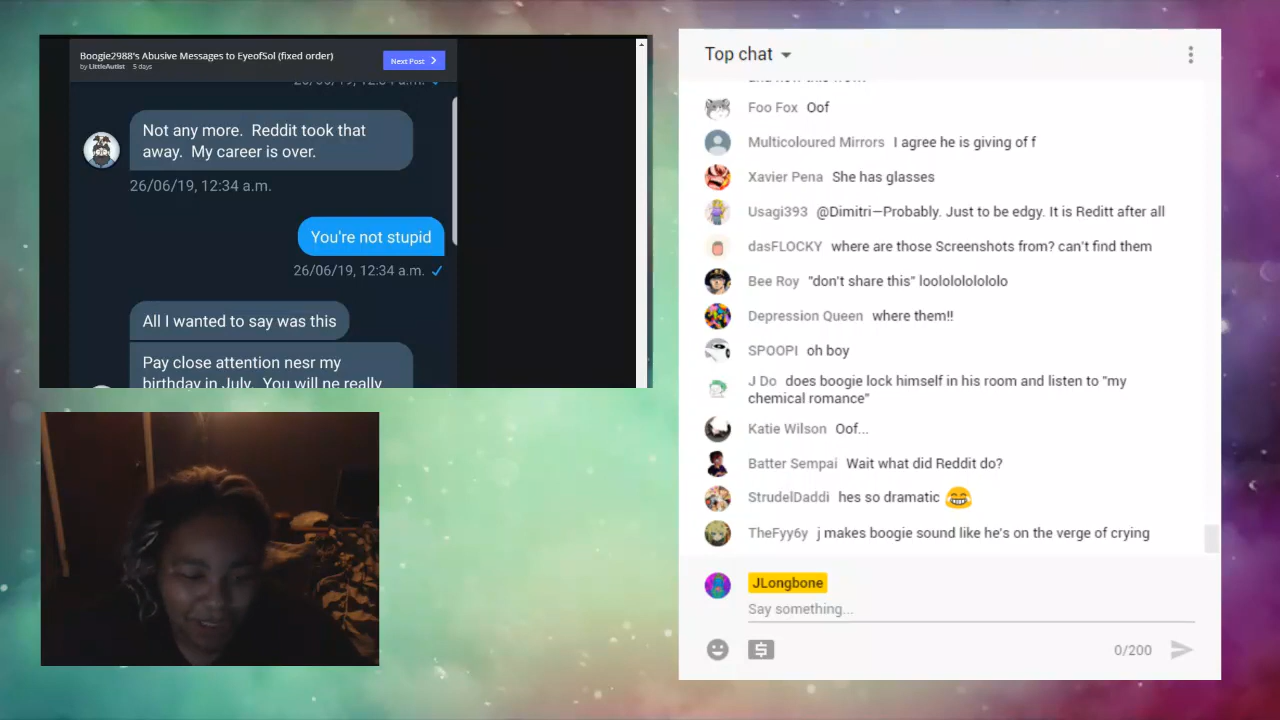 Boogie2988's Abusive Messages to EyeofSol (fixed order)
by LittleAutist 5 days
Next Post
Not any more. Reddit took that
away. My career is over.
26/06/19, 12:34 a.m.
You're not stupid
26/06/19, 12:34 a.m.
All I wanted to say was this
Pay close attention nesr my
birthday in July. You will ne really
Top chat
Foo Fox Oof
Multicoloured Mirrors I agree he is giving of f
Xavier Pena She has glasses
Usagi393 @Dimitri—Probably. Just to be edgy. It is Reditt after all
dasFLOCKY where are those Screenshots from? can't find them
Bee Roy "don't share this" loolololololololo
Depression Queen where them!!
SPOOPI oh boy
J Do does boogie lock himself in his room and listen to "my
chemical romance"
Katie Wilson Oof...
Batter Sempai Wait what did Reddit do?
StrudelDaddi hes so dramatic 😂
TheFyy6y j makes boogie sound like he's on the verge of crying
JLongbone
Say something...
0/200